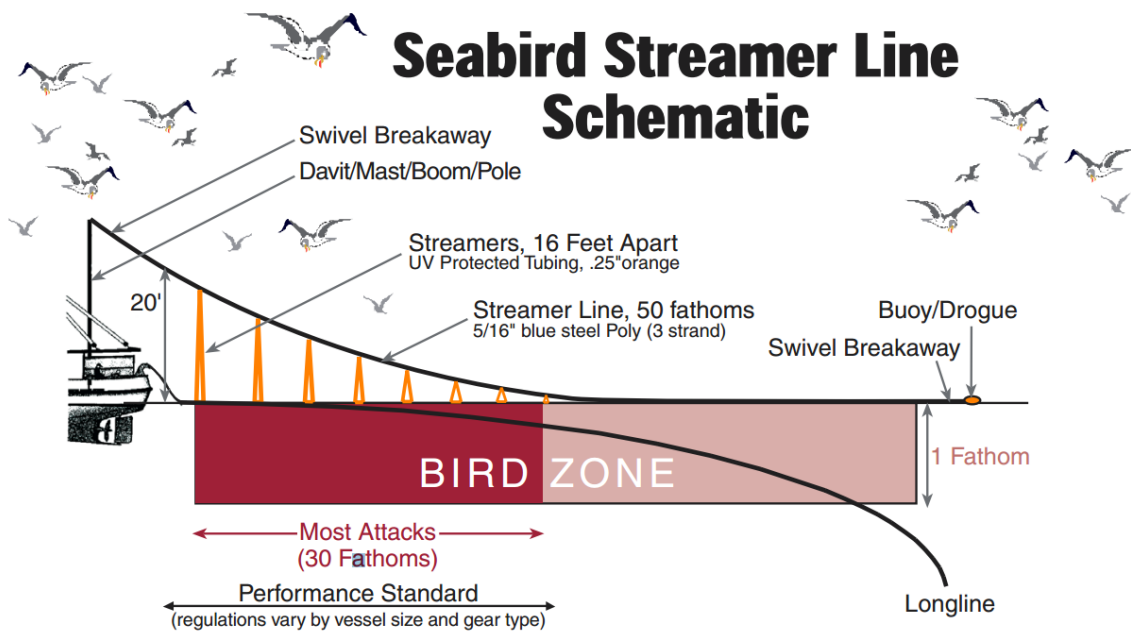 Seabird Streamer Line
Schematic
Swivel Breakaway
Davit/Mast/Boom/Pole
Streamers, 16 Feet Apart
UV Protected Tubing, .25"orange
20'
Streamer Line, 50 fathoms
5/16" blue steel Poly (3 strand)
Buoy/Drogue
Swivel Breakaway
BIRD ZONE
1 Fathom
Most Attacks
(30 Fathoms)
Performance Standard
(regulations vary by vessel size and gear type)
Longline